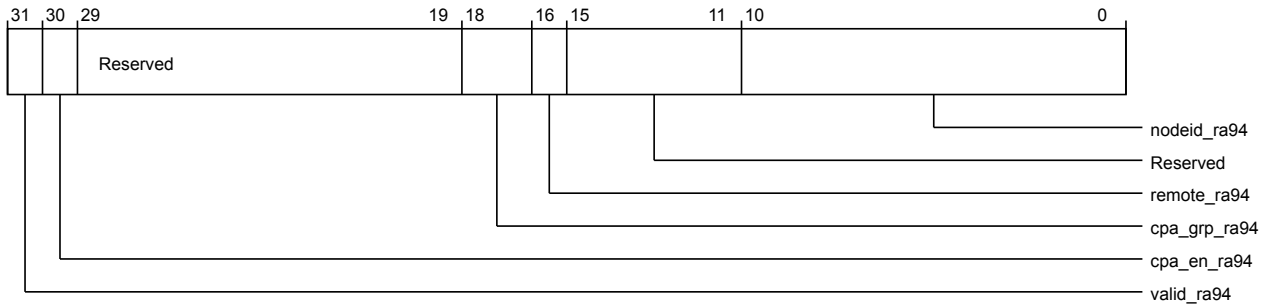 31 30 29 19 18 16 15 11 10 0
Reserved
nodeid_ra94
Reserved
remote_ra94
cpa_grp_ra94
cpa_en_ra94
valid_ra94